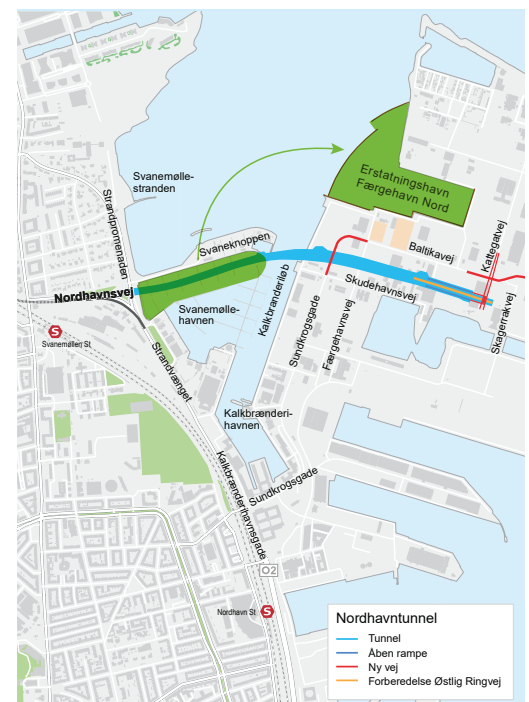 Svanemølle-
stranden
Strandpromenaden
Erstatningshavn
Færgehavn Nord
Kattegatvej
Svaneknoppen
Baltikavej
Nordhavnsvej
Svanemølle-
havnen
Kalkbranderiløb
Skudehavnsvej
Sundkrogsgade
Færgehavnsvej
Skagerrakvej
S
Svanemøllen St
Strandvænget
Kalkbrænderi-
havnen
Kalkbrænderihavnsgade
Sundkrogsgade
O2
Nordhavn St
S
Nordhavntunnel
Tunnel
Åben rampe
Ny vej
Forberedelse Østlig Ringvej